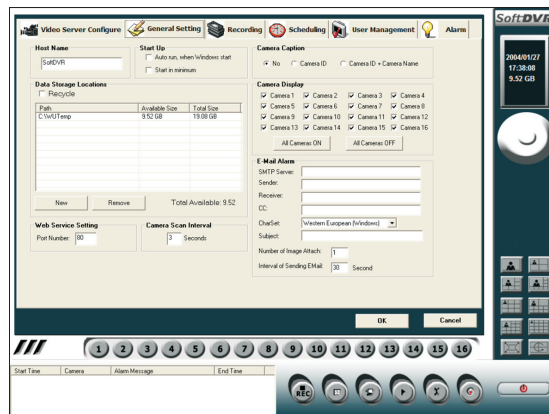 Video Server Configure
General Setting
Recording
Scheduling
User Management
Alarm
SoftDVR
Host Name
SoftDVR
Start Up
Auto run, when Windows start
Start in minimum
Camera Caption
No
Camera ID
Camera ID + Camera Name
2004/01/27
17:38:08
9.52 GB
Data Storage Locations
Recycle
Path
Available Size
Total Size
C:\WUTemp
9.52 GB
19.08 GB
New
Remove
Total Available: 9.52
Camera Display
Camera 1 Camera 2 Camera 3 Camera 4
Camera 5 Camera 6 Camera 7 Camera 8
Camera 9 Camera 10 Camera 11 Camera 12
Camera 13 Camera 14 Camera 15 Camera 16
All Cameras ON
All Cameras OFF
E-Mail Alarm
SMTP Server:
Sender:
Receiver:
CC:
CharSet: Western European (Windows)
Subject:
Number of Image Attach: 1
Interval of Sending EMail: 30 Second
Web Service Setting
Port Number: 80
Camera Scan Interval
3 Seconds
OK
Cancel
1 2 3 4 5 6 7 8 9 10 11 12 13 14 15 16
Start Time
Camera
Alarm Message
End Time
REC